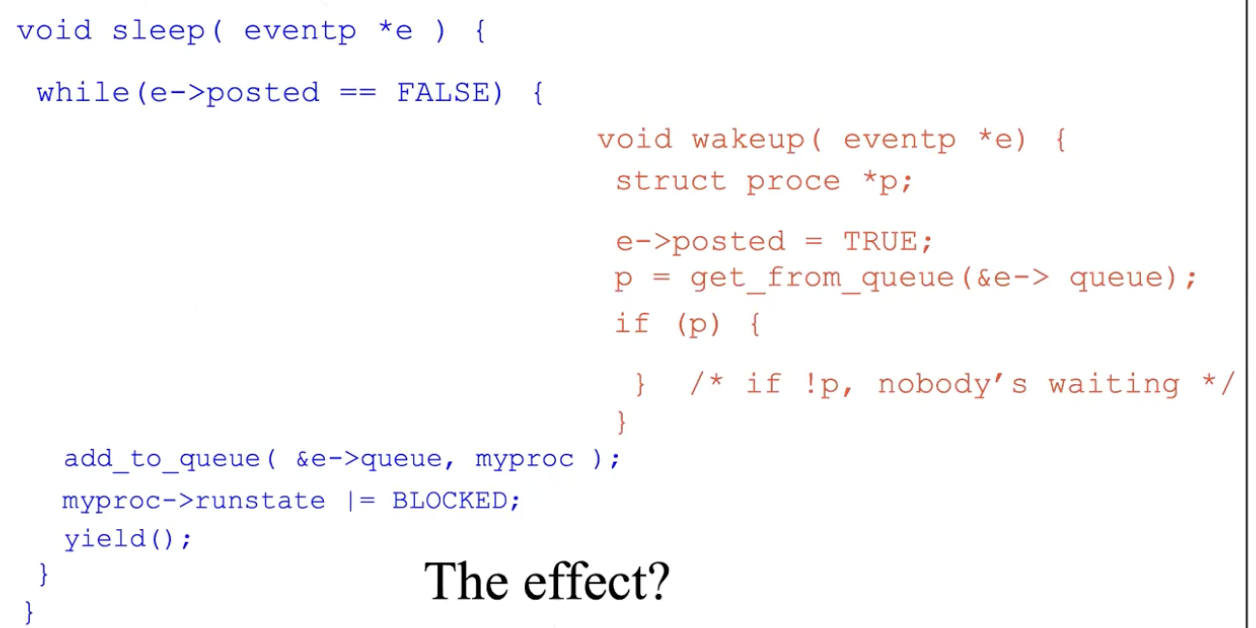 void sleep( eventp *e ) {
while(e->posted == FALSE) {
void wakeup( eventp *e) {
struct proce *p;
e->posted = TRUE;
p = get_from_queue(&e-> queue);
if (p) {
} /* if !p, nobody’s waiting */
}
add_to_queue( &e->queue, myproc );
myproc->runstate |= BLOCKED;
yield();
}
}
The effect?